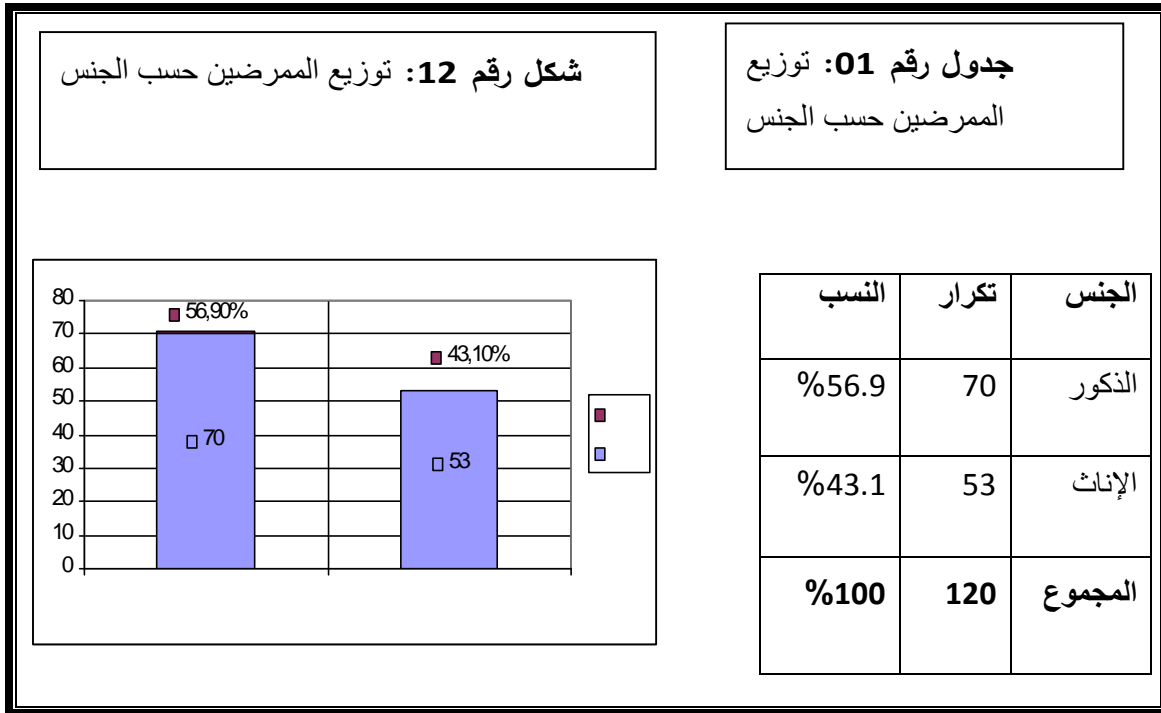 جدول رقم 01: توزيع
الممرضين حسب الجنس
شكل رقم 12: توزيع الممرضين حسب الجنس
الجنس تكرار النسب
الذكور 70 %56.9
الإناث 53 %43.1
المجموع 120 %100
80
70
60
50
40
30
20
10
0
56,90%
43,10%
70
53